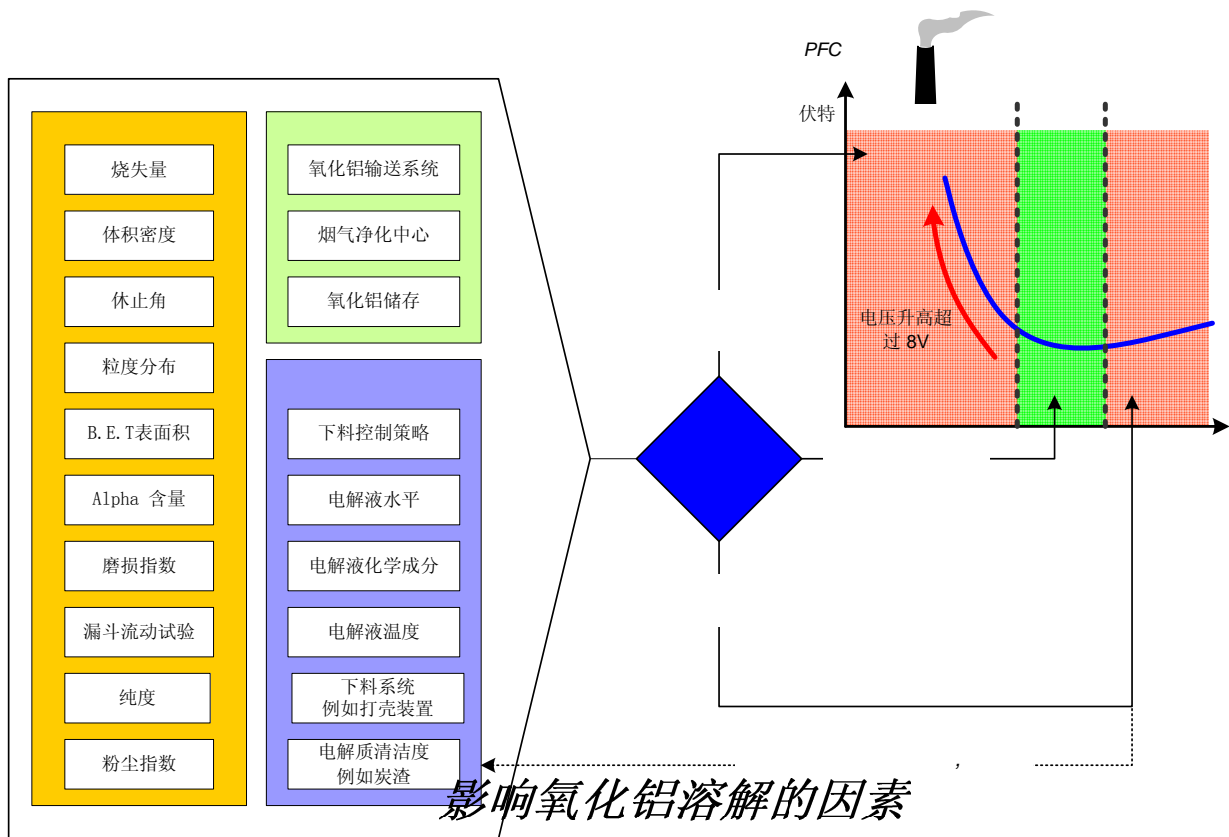 烧失量
体积密度
休止角
粒度分布
B.E.T表面积
Alpha 含量
磨损指数
漏斗流动试验
纯度
粉尘指数
氧化铝输送系统
烟气净化中心
氧化铝储存
下料控制策略
电解液水平
电解液化学成分
电解液温度
下料系统
例如打壳装置
电解质清洁度
例如炭渣
PFC
伏特
电压升高超
过 8V
,
影响氧化铝溶解的因素